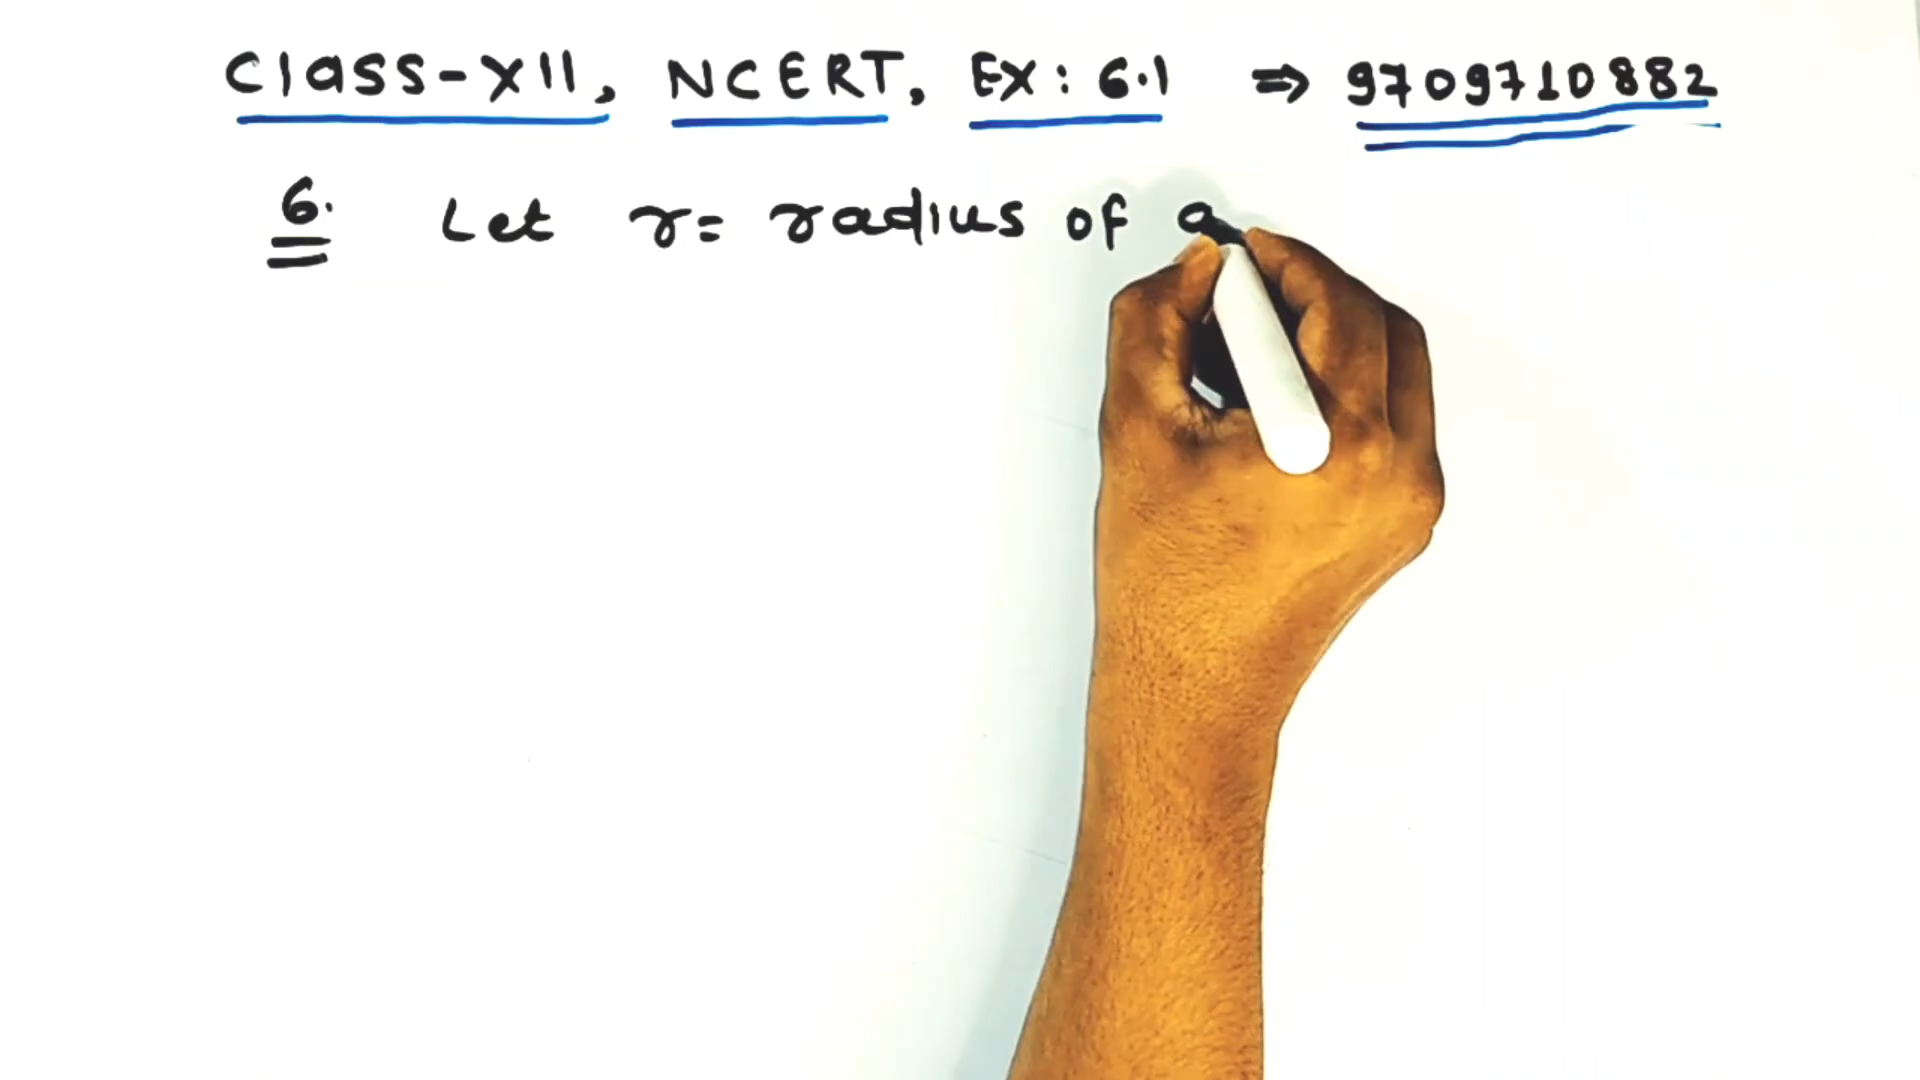 Class-XII, NCERT, EX: 6.1 ⇒ 9709710882
6. Let r = radius of a